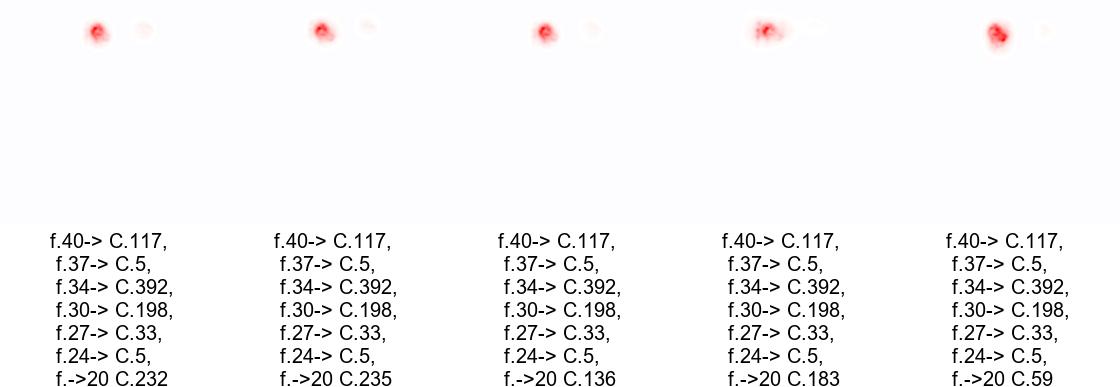 f.40-> C.117,
f.37-> C.5,
f.34-> C.392,
f.30-> C.198,
f.27-> C.33,
f.24-> C.5,
f.->20 C.232
f.40-> C.117,
f.37-> C.5,
f.34-> C.392,
f.30-> C.198,
f.27-> C.33,
f.24-> C.5,
f.->20 C.235
f.40-> C.117,
f.37-> C.5,
f.34-> C.392,
f.30-> C.198,
f.27-> C.33,
f.24-> C.5,
f.->20 C.136
f.40-> C.117,
f.37-> C.5,
f.34-> C.392,
f.30-> C.198,
f.27-> C.33,
f.24-> C.5,
f.->20 C.183
f.40-> C.117,
f.37-> C.5,
f.34-> C.392,
f.30-> C.198,
f.27-> C.33,
f.24-> C.5,
f.->20 C.59